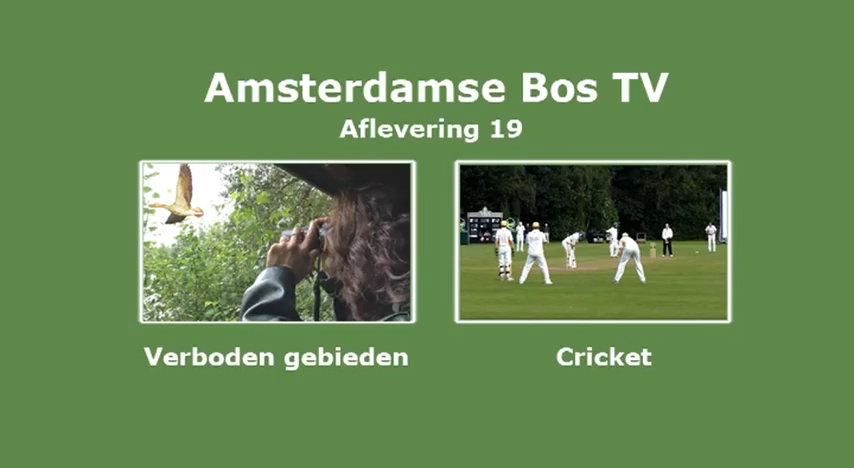 Amsterdamse Bos TV
Aflevering 19
Verboden gebieden
Cricket